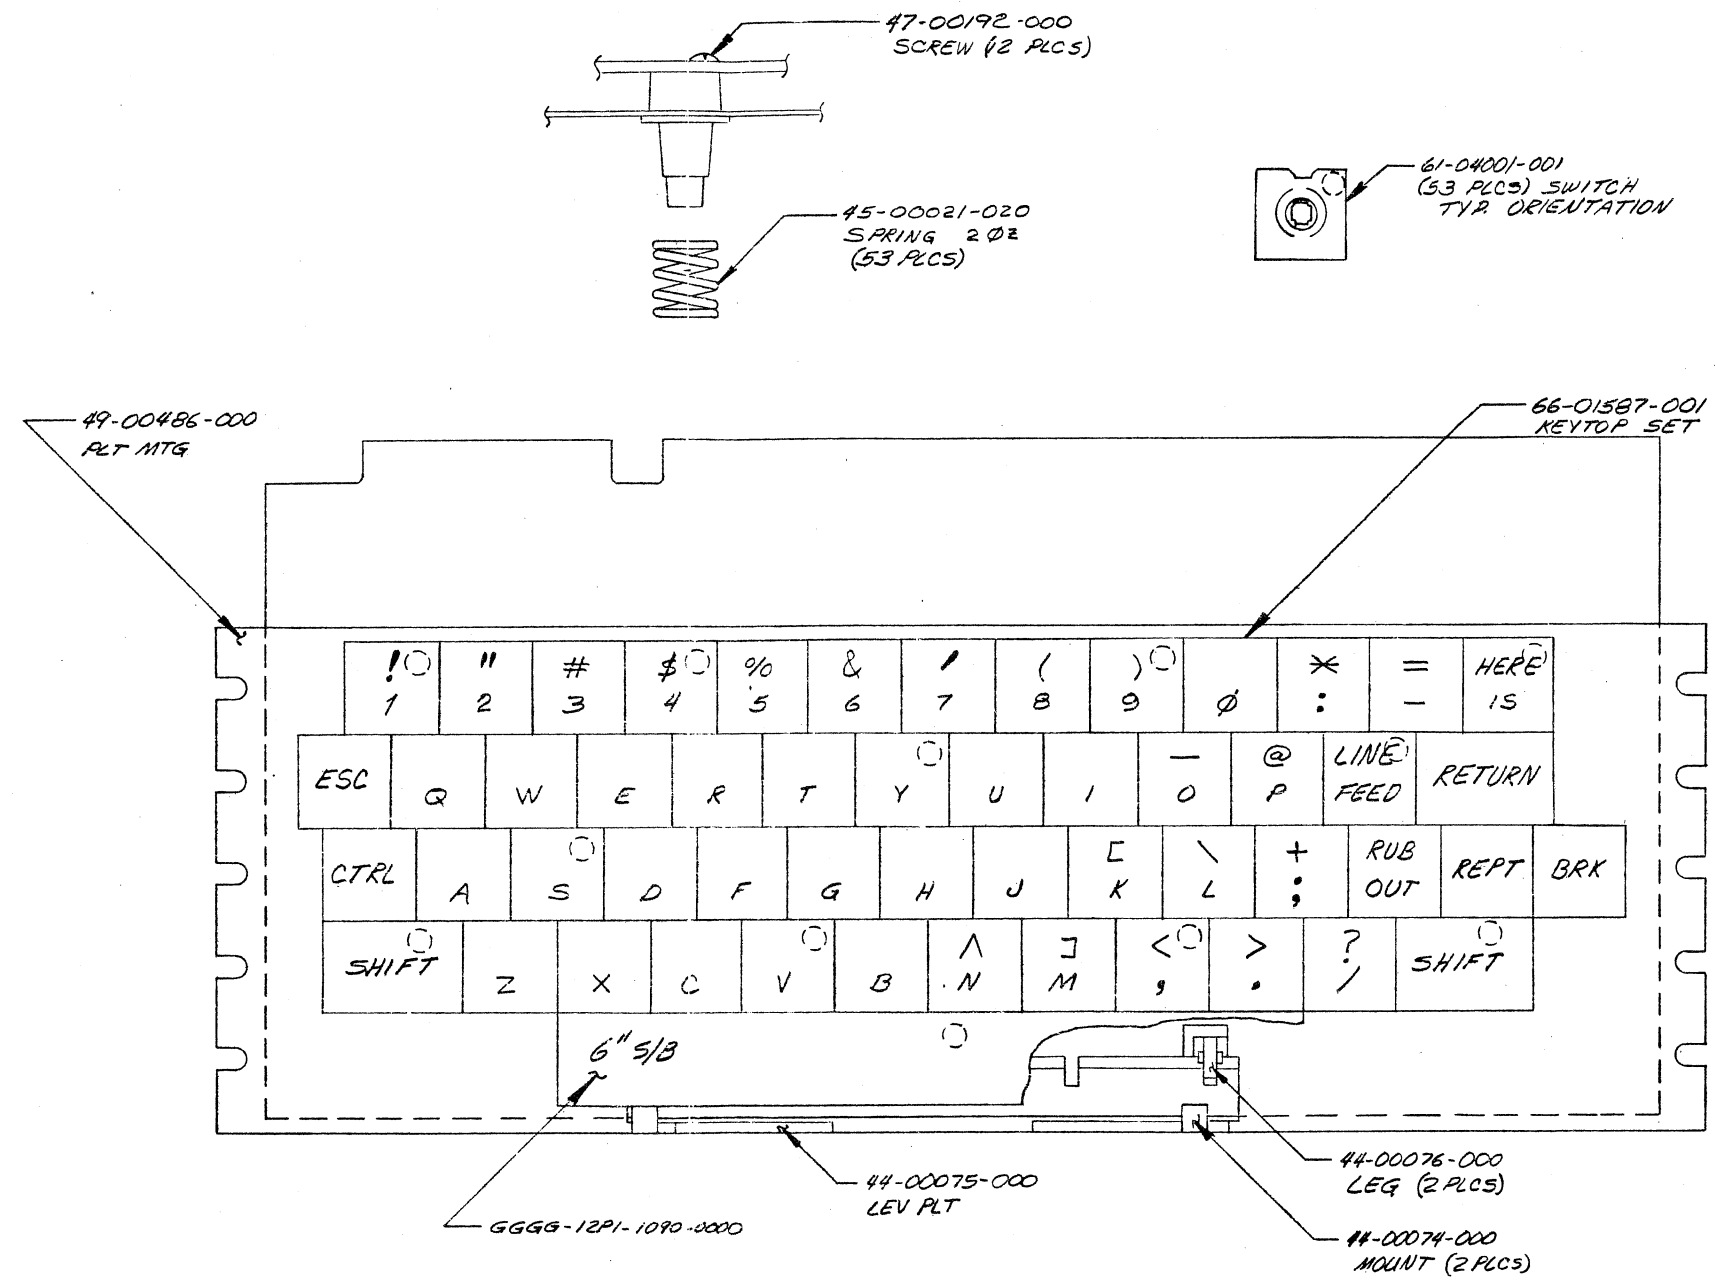 47-00192-000
SCREW (12 PLCS)
61-04001-001
(53 PLCS) SWITCH
TYP. ORIENTATION
45-00021-020
SPRING 2 OZ
(53 PLCS)
49-00486-000
PLT MTG
66-01587-001
KEYTOP SET
! " # $ % & ' ( ) * = HERE
1 2 3 4 5 6 7 8 9 Ø : - IS
ESC Q W E R T Y U I — O @ P LINE FEED RETURN
CTRL A S D F G H J [ K \ L + ; RUB OUT REPT BRK
SHIFT Z X C V B ^ N ] M < , > . ? / SHIFT
6" S/B
44-00075-000
LEV PLT
44-00076-000
LEG (2 PLCS)
GGGG-12P1-1090-0000
44-00074-000
MOUNT (2 PLCS)